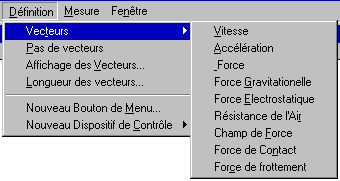 Définition Mesure Fenêtre
Vecteurs
Pas de vecteurs
Affichage des Vecteurs...
Longueur des vecteurs...
Nouveau Bouton de Menu...
Nouveau Dispositif de Contrôle
Vitesse
Accélération
Force
Force Gravitationelle
Force Electrostatique
Résistance de l'Air
Champ de Force
Force de Contact
Force de frottement